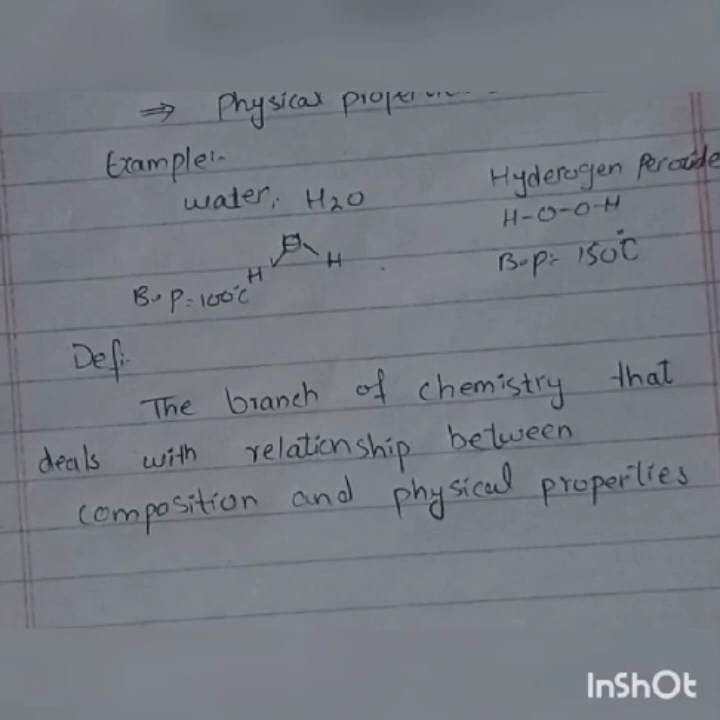 ⇒ Physical
Example:-
water: H2O
Hyderogen Peroxide
H-O-O-H
O
H H
B.P=100°C
B.P= 150°C
Def:-
The branch of chemistry that
deals with relationship between
composition and physical properties
InShOt